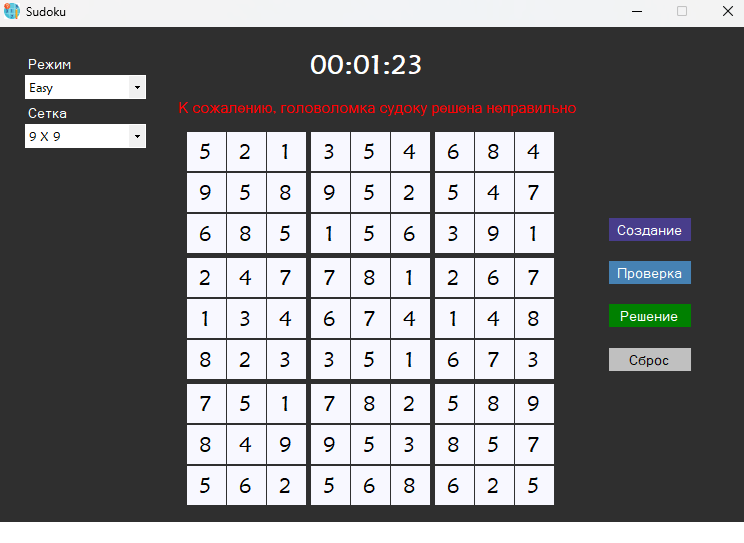 Sudoku
00:01:23
Режим
Easy
Сетка
9 X 9
К сожалению, головоломка судоку решена неправильно
5 2 1 3 5 4 6 8 4
9 5 8 9 5 2 5 4 7
6 8 5 1 5 6 3 9 1
2 4 7 7 8 1 2 6 7
1 3 4 6 7 4 1 4 8
8 2 3 3 5 1 6 7 3
7 5 1 7 8 2 5 8 9
8 4 9 9 5 3 8 5 7
5 6 2 5 6 8 6 2 5
Создание
Проверка
Решение
Сброс